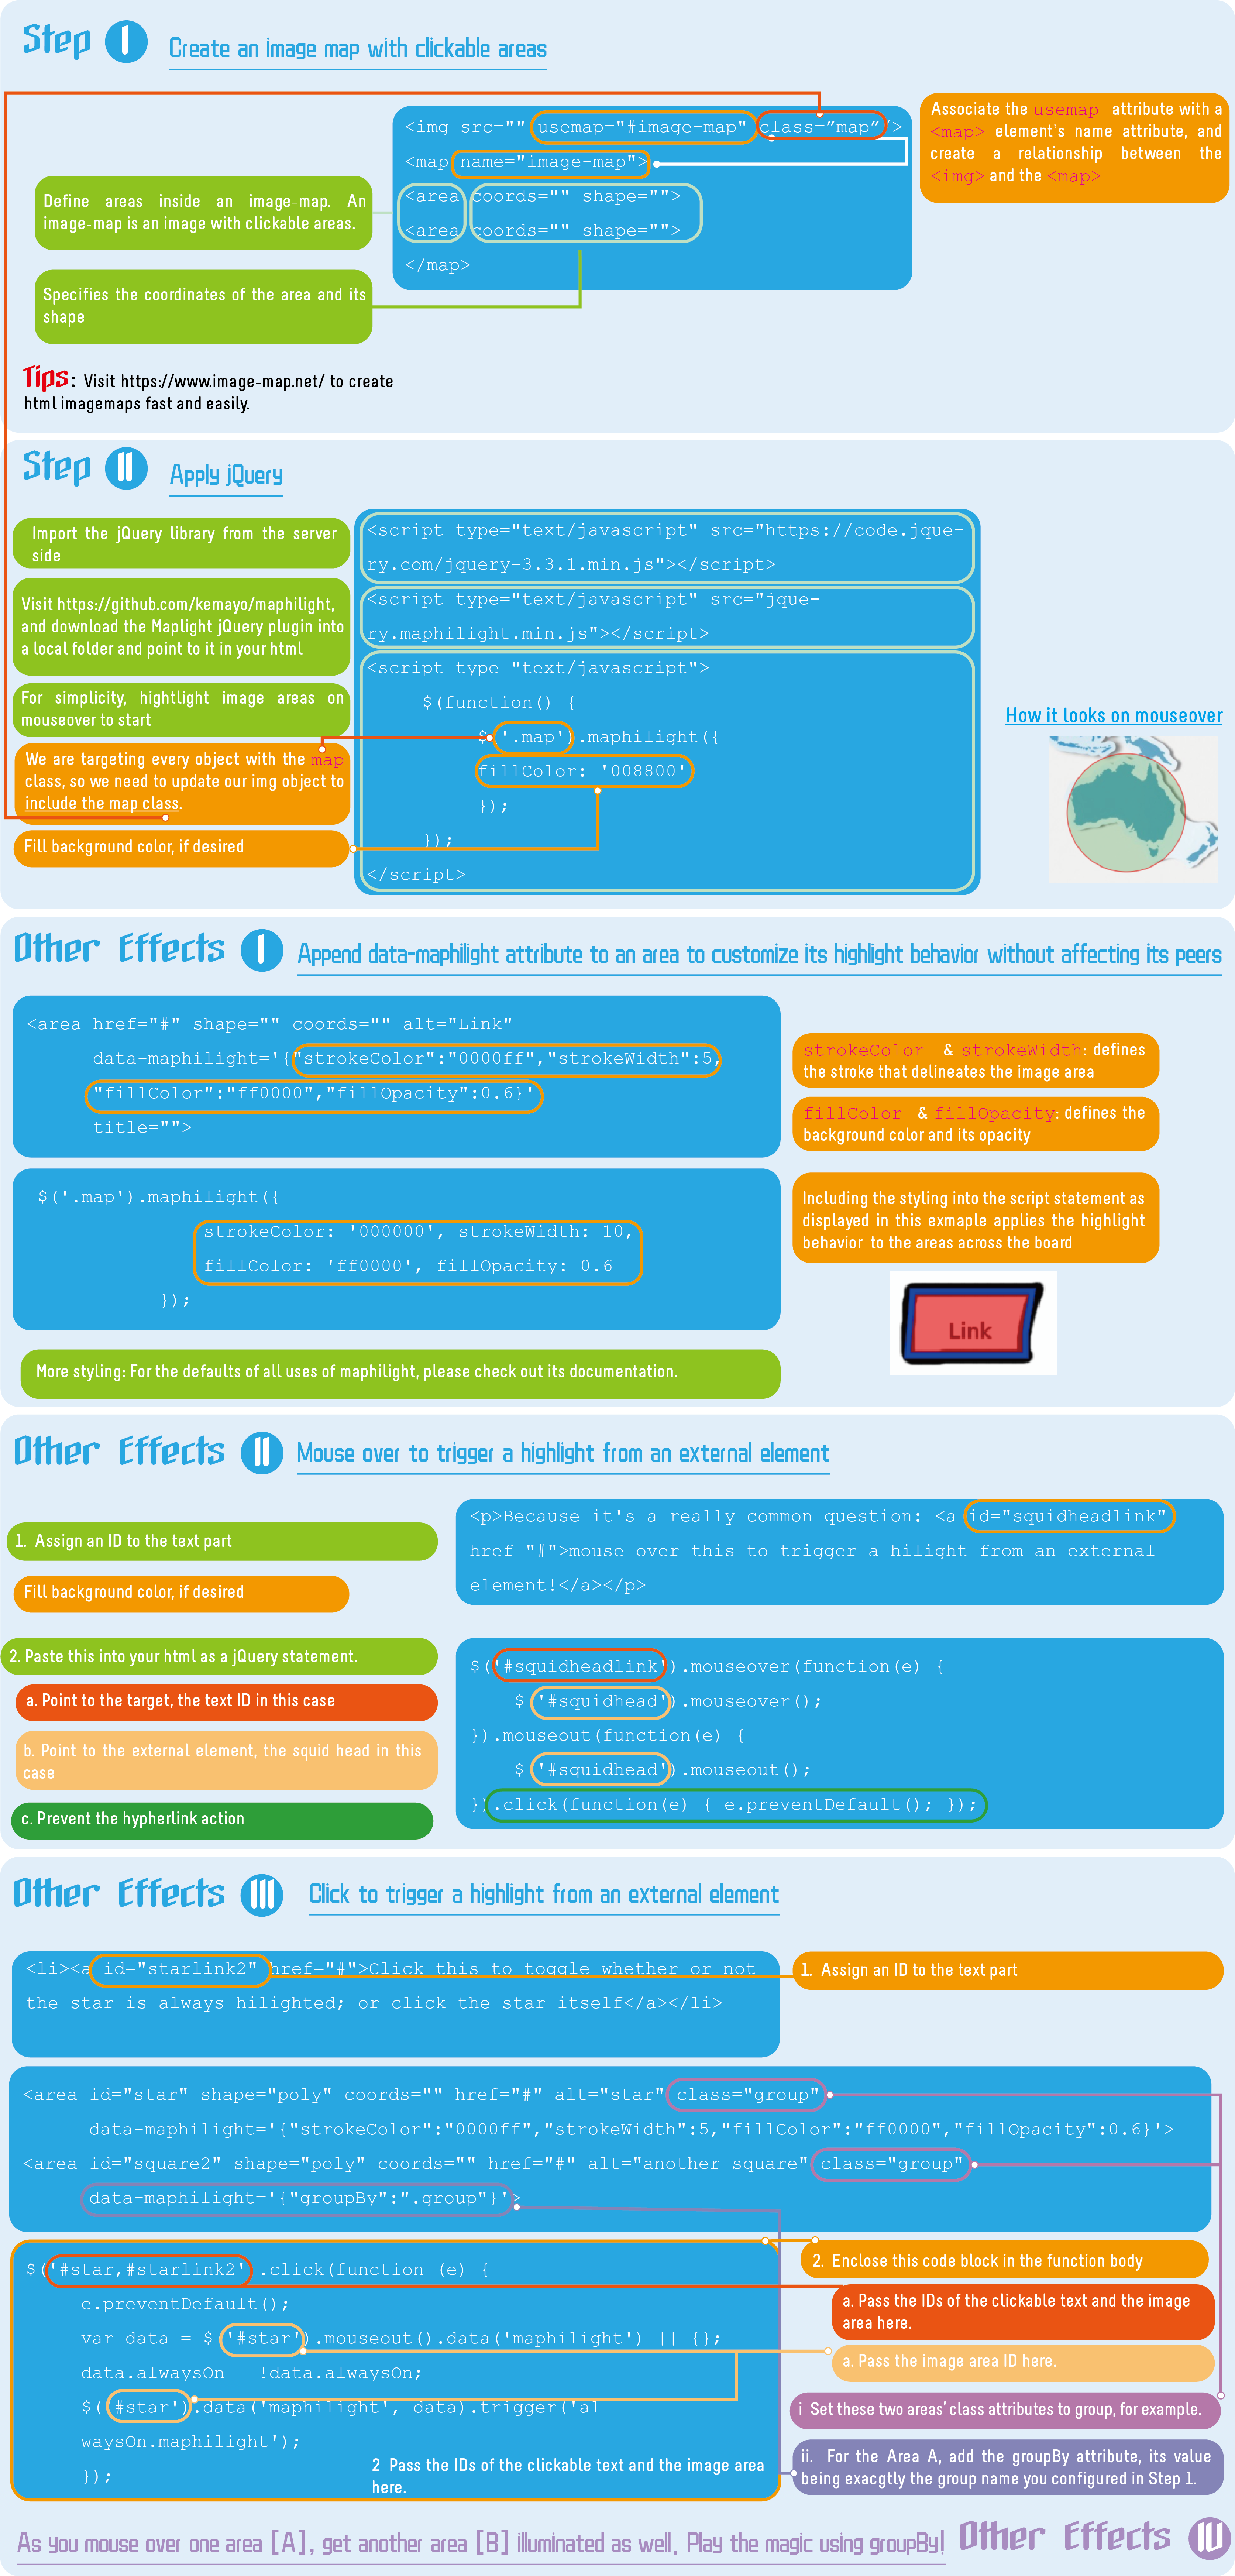 Step I Create an image map with clickable areas
<img src="" usemap="#image-map" class="map"/>
<map name="image-map">
<area coords="" shape="">
<area coords="" shape="">
</map>
Associate the usemap attribute with a
<map> element's name attribute, and
create a relationship between the
<img> and the <map>
Define areas inside an image-map. An
image-map is an image with clickable areas.
Specifies the coordinates of the area and its
shape
Tips: Visit https://www.image-map.net/ to create
html imagemaps fast and easily.
Step II Apply jQuery
Import the jQuery library from the server
side
Visit https://github.com/kemayo/maphilight,
and download the Maplight jQuery plugin into
a local folder and point to it in your html
For simplicity, hightlight image areas on
mouseover to start
We are targeting every object with the map
class, so we need to update our img object to
include the map class.
Fill background color, if desired
<script type="text/javascript" src="https://code.jque-
ry.com/jquery-3.3.1.min.js"></script>
<script type="text/javascript" src="jque-
ry.maphilight.min.js"></script>
<script type="text/javascript">
$(function() {
$('.map').maphilight({
fillColor: '008800'
});
});
</script>
How it looks on mouseover
Other Effects I Append data-maphilight attribute to an area to customize its highlight behavior without affecting its peers
<area href="#" shape="" coords="" alt="Link"
data-maphilight='{"strokeColor":"0000ff","strokeWidth":5,
"fillColor":"ff0000","fillOpacity":0.6}'
title="">
strokeColor & strokeWidth: defines
the stroke that delineates the image area
fillColor & fillOpacity: defines the
background color and its opacity
$('.map').maphilight({
strokeColor: '000000', strokeWidth: 10,
fillColor: 'ff0000', fillOpacity: 0.6
});
Including the styling into the script statement as
displayed in this exmaple applies the highlight
behavior to the areas across the board
Link
More styling: For the defaults of all uses of maphilight, please check out its documentation.
Other Effects II Mouse over to trigger a highlight from an external element
1. Assign an ID to the text part
Fill background color, if desired
<p>Because it's a really common question: <a id="squidheadlink"
href="#">mouse over this to trigger a hilight from an external
element!</a></p>
2. Paste this into your html as a jQuery statement.
a. Point to the target, the text ID in this case
b. Point to the external element, the squid head in this
case
c. Prevent the hypherlink action
$('#squidheadlink').mouseover(function(e) {
$ '#squidhead').mouseover();
}).mouseout(function(e) {
$ '#squidhead').mouseout();
}).click(function(e) { e.preventDefault(); });
Other Effects III Click to trigger a highlight from an external element
<li><a id="starlink2" href="#">Click this to toggle whether or not
the star is always hilighted; or click the star itself</a></li>
1. Assign an ID to the text part
<area id="star" shape="poly" coords="" href="#" alt="star" class="group"
data-maphilight='{"strokeColor":"0000ff","strokeWidth":5,"fillColor":"ff0000","fillOpacity":0.6}'>
<area id="square2" shape="poly" coords="" href="#" alt="another square" class="group"
data-maphilight='{"groupBy":".group"}'>
$('#star,#starlink2' .click(function (e) {
e.preventDefault();
var data = $ '#star').mouseout().data('maphilight') || {};
data.alwaysOn = !data.alwaysOn;
$( #star').data('maphilight', data).trigger('al
waysOn.maphilight');
});
2 Pass the IDs of the clickable text and the image area
here.
2. Enclose this code block in the function body
a. Pass the IDs of the clickable text and the image
area here.
a. Pass the image area ID here.
i Set these two areas' class attributes to group, for example.
ii. For the Area A, add the groupBy attribute, its value
being exacgtly the group name you configured in Step 1.
As you mouse over one area [A], get another area [B] illuminated as well. Play the magic using groupBy! Other Effects IV